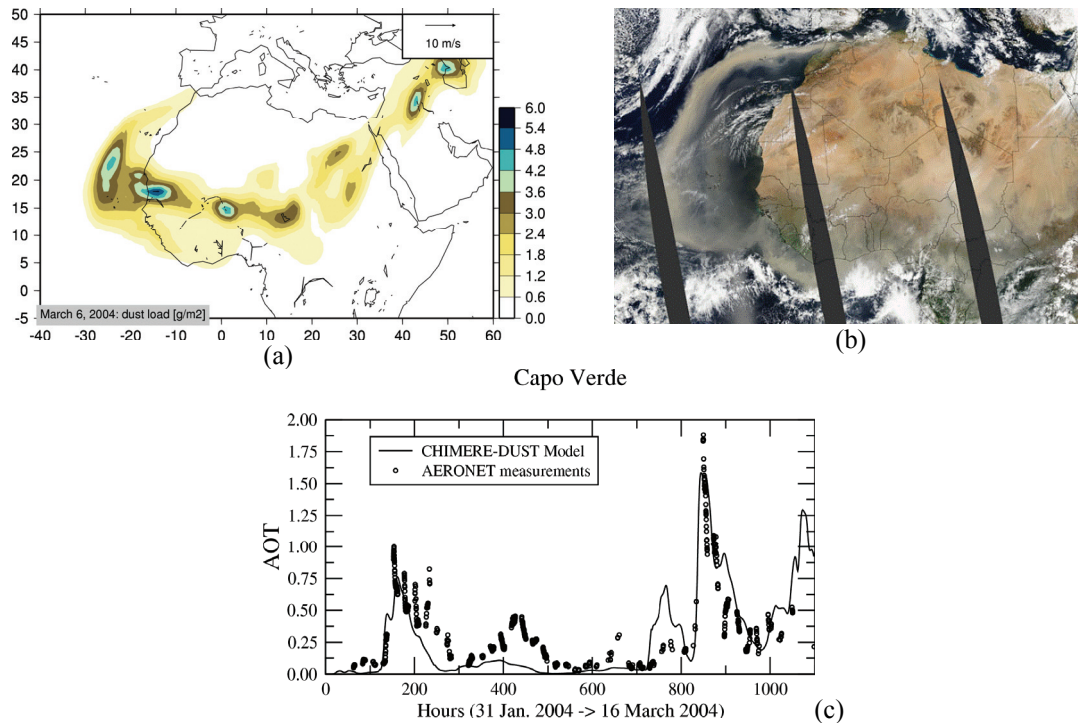 50
45
40
35
30
25
20
15
10
5
0
-5
-40 -30 -20 -10 0 10 20 30 40 50 60
10 m/s
6.0
5.4
4.8
4.2
3.6
3.0
2.4
1.8
1.2
0.6
0.0
March 6, 2004: dust load [g/m2]
(a)
(b)
Capo Verde
2.00
1.75
1.50
1.25
1.00
0.75
0.50
0.25
0.00
AOT
CHIMERE-DUST Model
AERONET measurements
0 200 400 600 800 1000
Hours (31 Jan. 2004 -> 16 March 2004)
(c)